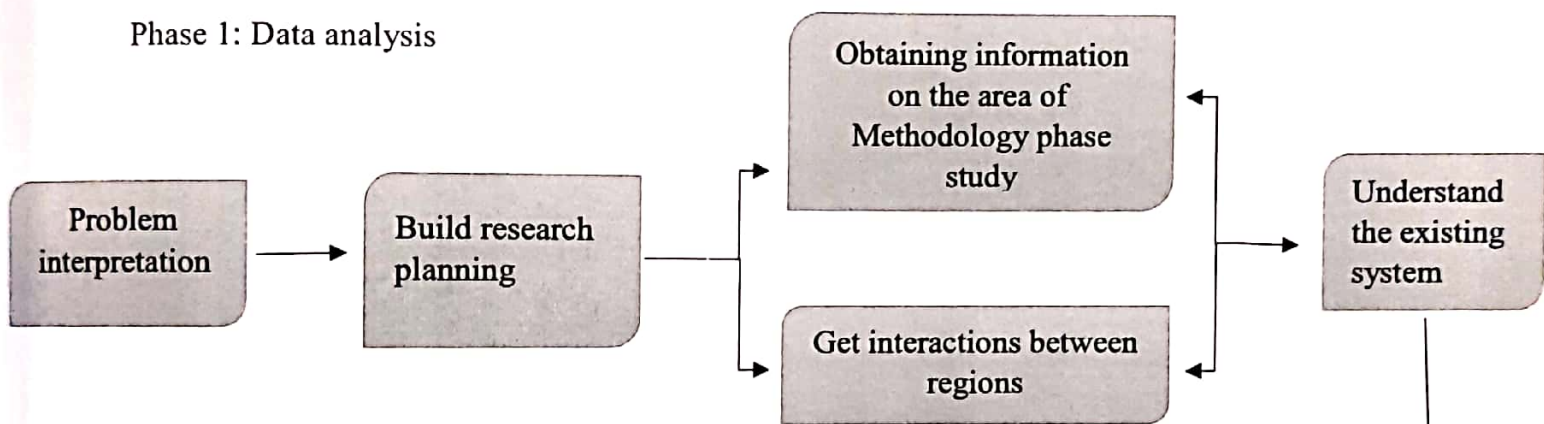 Phase 1: Data analysis
Problem
interpretation
Build research
planning
Obtaining information
on the area of
Methodology phase
study
Get interactions between
regions
Understand
the existing
system